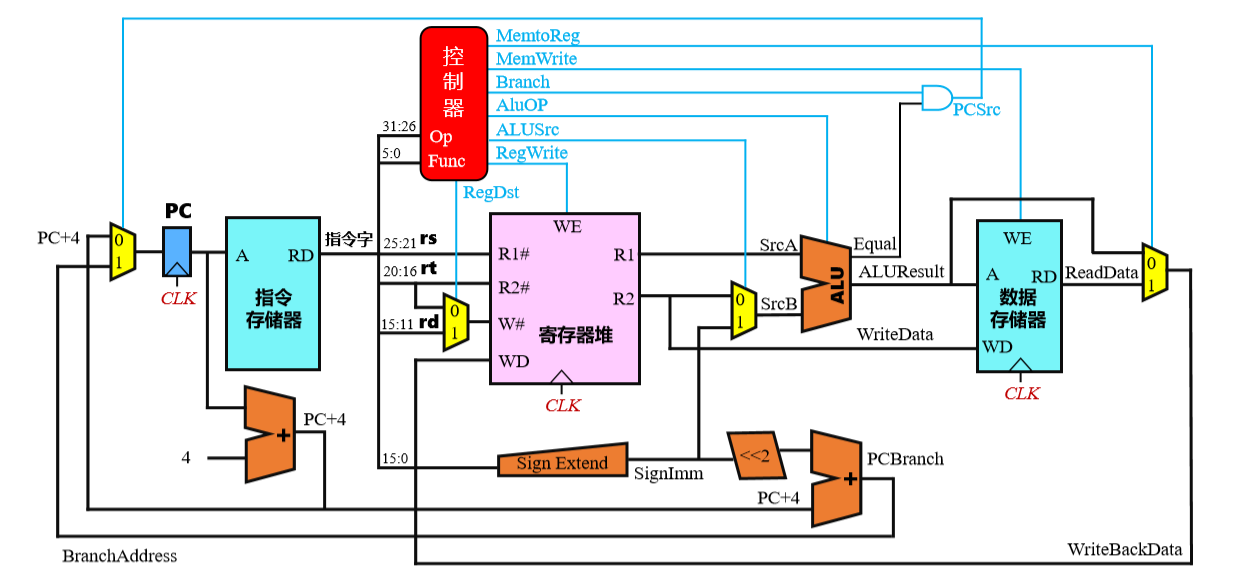 控
制
器
Op
Func
MemtoReg
MemWrite
Branch
AluOP
ALUSrc
RegWrite
RegDst
PCSrc
31:26
5:0
PC+4
0
1
PC
CLK
A
RD
指令
存储器
指令字
25:21 rs
20:16 rt
15:11 rd
0
1
WE
R1#
R2#
W#
WD
R1
R2
寄存器堆
CLK
0
1
SrcA
SrcB
ALU
Equal
ALUResult
WriteData
WE
A
RD
数据
存储器
WD
CLK
ReadData
0
1
4
+
PC+4
15:0
Sign Extend
SignImm
<<2
PC+4
+
PCBranch
BranchAddress
WriteBackData